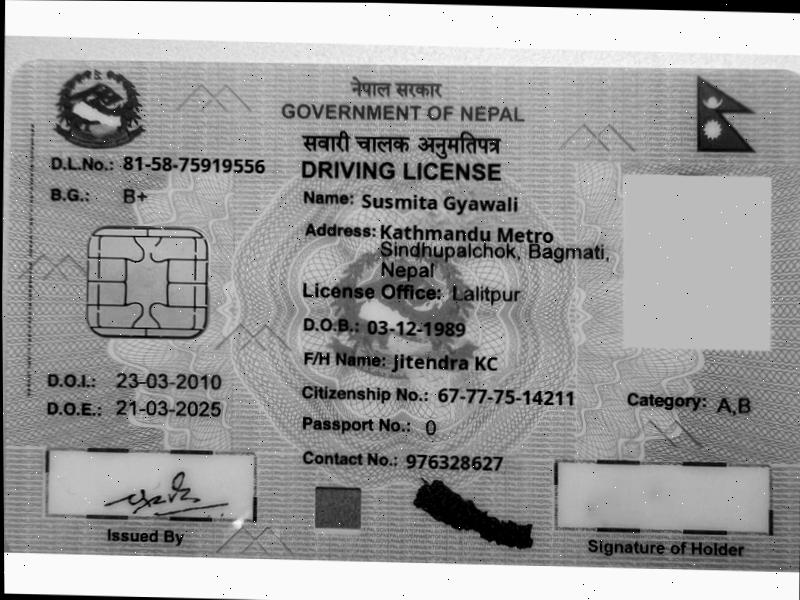 नेपाल सरकार
GOVERNMENT OF NEPAL
सवारी चालक अनुमतिपत्र
DRIVING LICENSE
D.L.No.: 81-58-75919556
B.G.: B+
Name: Susmita Gyawali
Address: Kathmandu Metro
Sindhupalchok, Bagmati,
Nepal
License Office: Lalitpur
D.O.B.: 03-12-1989
F/H Name: Jitendra KC
D.O.I.: 23-03-2010
Citizenship No.: 67-77-75-14211
Category: A,B
D.O.E.: 21-03-2025
Passport No.: 0
Contact No.: 976328627
Issued By
Signature of Holder